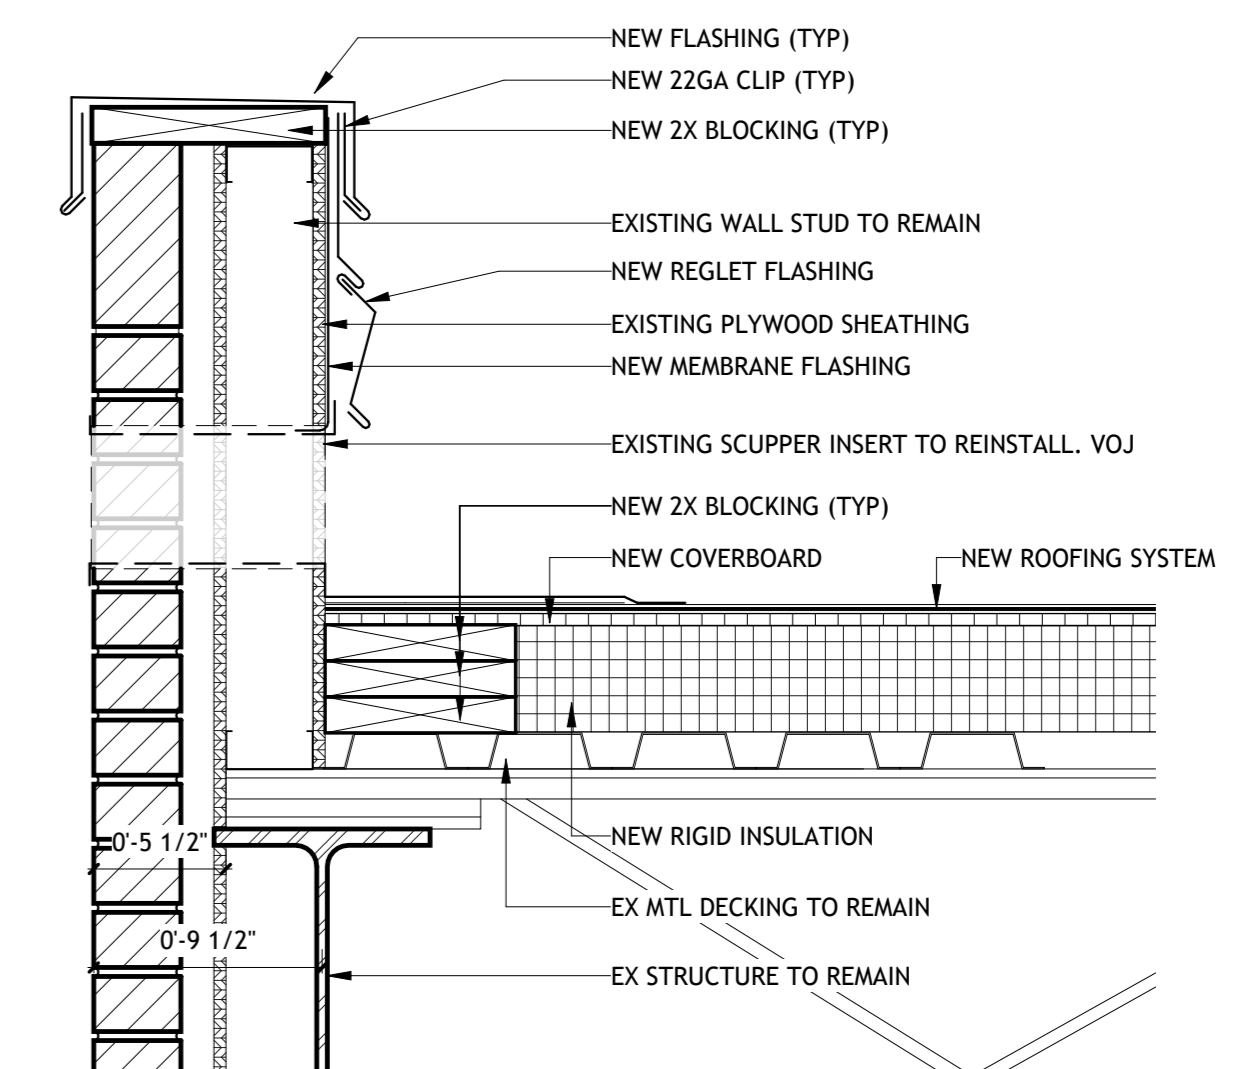 NEW FLASHING (TYP)
NEW 22GA CLIP (TYP)
NEW 2X BLOCKING (TYP)
EXISTING WALL STUD TO REMAIN
NEW REGLET FLASHING
EXISTING PLYWOOD SHEATHING
NEW MEMBRANE FLASHING
EXISTING SCUPPER INSERT TO REINSTALL. VOJ
NEW 2X BLOCKING (TYP)
NEW COVERBOARD
NEW ROOFING SYSTEM
NEW RIGID INSULATION
0'-5 1/2"
EX MTL DECKING TO REMAIN
0'-9 1/2"
EX STRUCTURE TO REMAIN